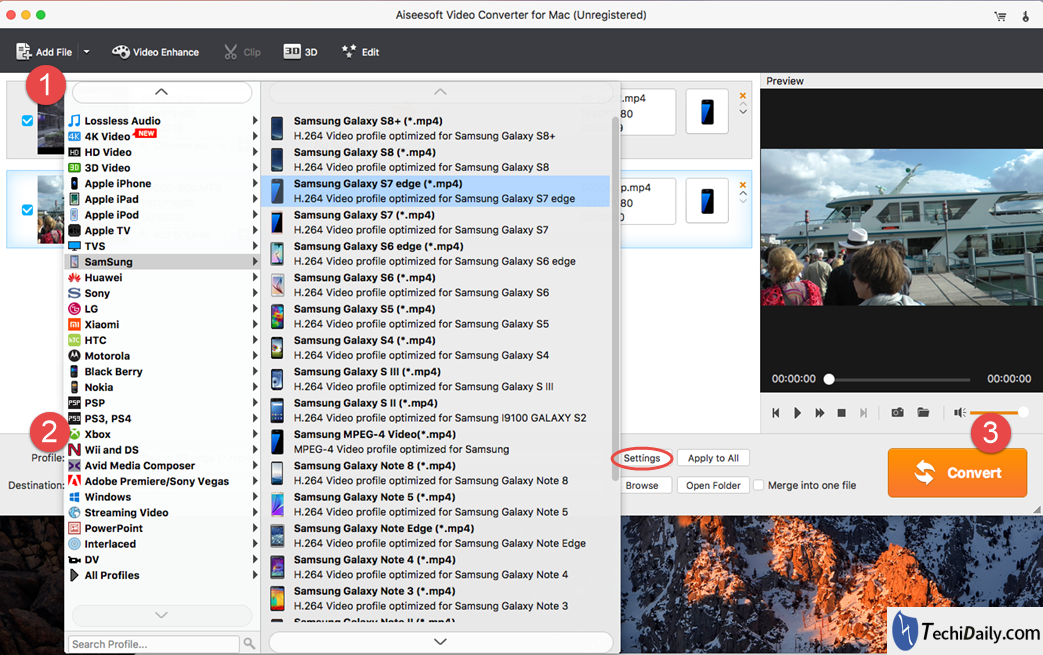 Aiseesoft Video Converter for Mac (Unregistered)
Add File
Video Enhance
Clip
3D 3D
Edit
1
Preview
Lossless Audio
4K 4K Video NEW
HD HD Video
3D 3D Video
Apple iPhone
Apple iPad
Apple iPod
Apple TV
TVS
SamSung
Huawei
Sony
LG
Xiaomi
HTC
Motorola
Black Berry
Nokia
PSP PSP
PS3, PS4
Xbox
Wii and DS
Avid Media Composer
Adobe Premiere/Sony Vegas
Windows
Streaming Video
PowerPoint
Interlaced
DV
All Profiles
Search Profile...
Samsung Galaxy S8+ (*.mp4)
H.264 Video profile optimized for Samsung Galaxy S8+
Samsung Galaxy S8 (*.mp4)
H.264 Video profile optimized for Samsung Galaxy S8
Samsung Galaxy S7 edge (*.mp4)
H.264 Video profile optimized for Samsung Galaxy S7 edge
Samsung Galaxy S7 (*.mp4)
H.264 Video profile optimized for Samsung Galaxy S7
Samsung Galaxy S6 edge (*.mp4)
H.264 Video profile optimized for Samsung Galaxy S6 edge
Samsung Galaxy S6 (*.mp4)
H.264 Video profile optimized for Samsung Galaxy S6
Samsung Galaxy S5 (*.mp4)
H.264 Video profile optimized for Samsung Galaxy S5
Samsung Galaxy S4 (*.mp4)
H.264 Video profile optimized for Samsung Galaxy S4
Samsung Galaxy S III (*.mp4)
H.264 Video profile optimized for Samsung Galaxy S III
Samsung Galaxy S II (*.mp4)
H.264 Video profile optimized for Samsung I9100 GALAXY S2
Samsung MPEG-4 Video(*.mp4)
MPEG-4 Video profile optimized for Samsung
Samsung Galaxy Note 8 (*.mp4)
H.264 Video profile optimized for Samsung Galaxy Note 8
Samsung Galaxy Note 5 (*.mp4)
H.264 Video profile optimized for Samsung Galaxy Note 5
Samsung Galaxy Note Edge (*.mp4)
H.264 Video profile optimized for Samsung Galaxy Note Edge
Samsung Galaxy Note 4 (*.mp4)
H.264 Video profile optimized for Samsung Galaxy Note 4
Samsung Galaxy Note 3 (*.mp4)
H.264 Video profile optimized for Samsung Galaxy Note 3
Samsung Galaxy Note II (*.mp4)
.mp4
80
9
p.mp4
80
0
00:00:00
00:00:00
2
Profile:
Destination:
Settings
Apply to All
Browse
Open Folder
Merge into one file
3
Convert
TechiDaily.com